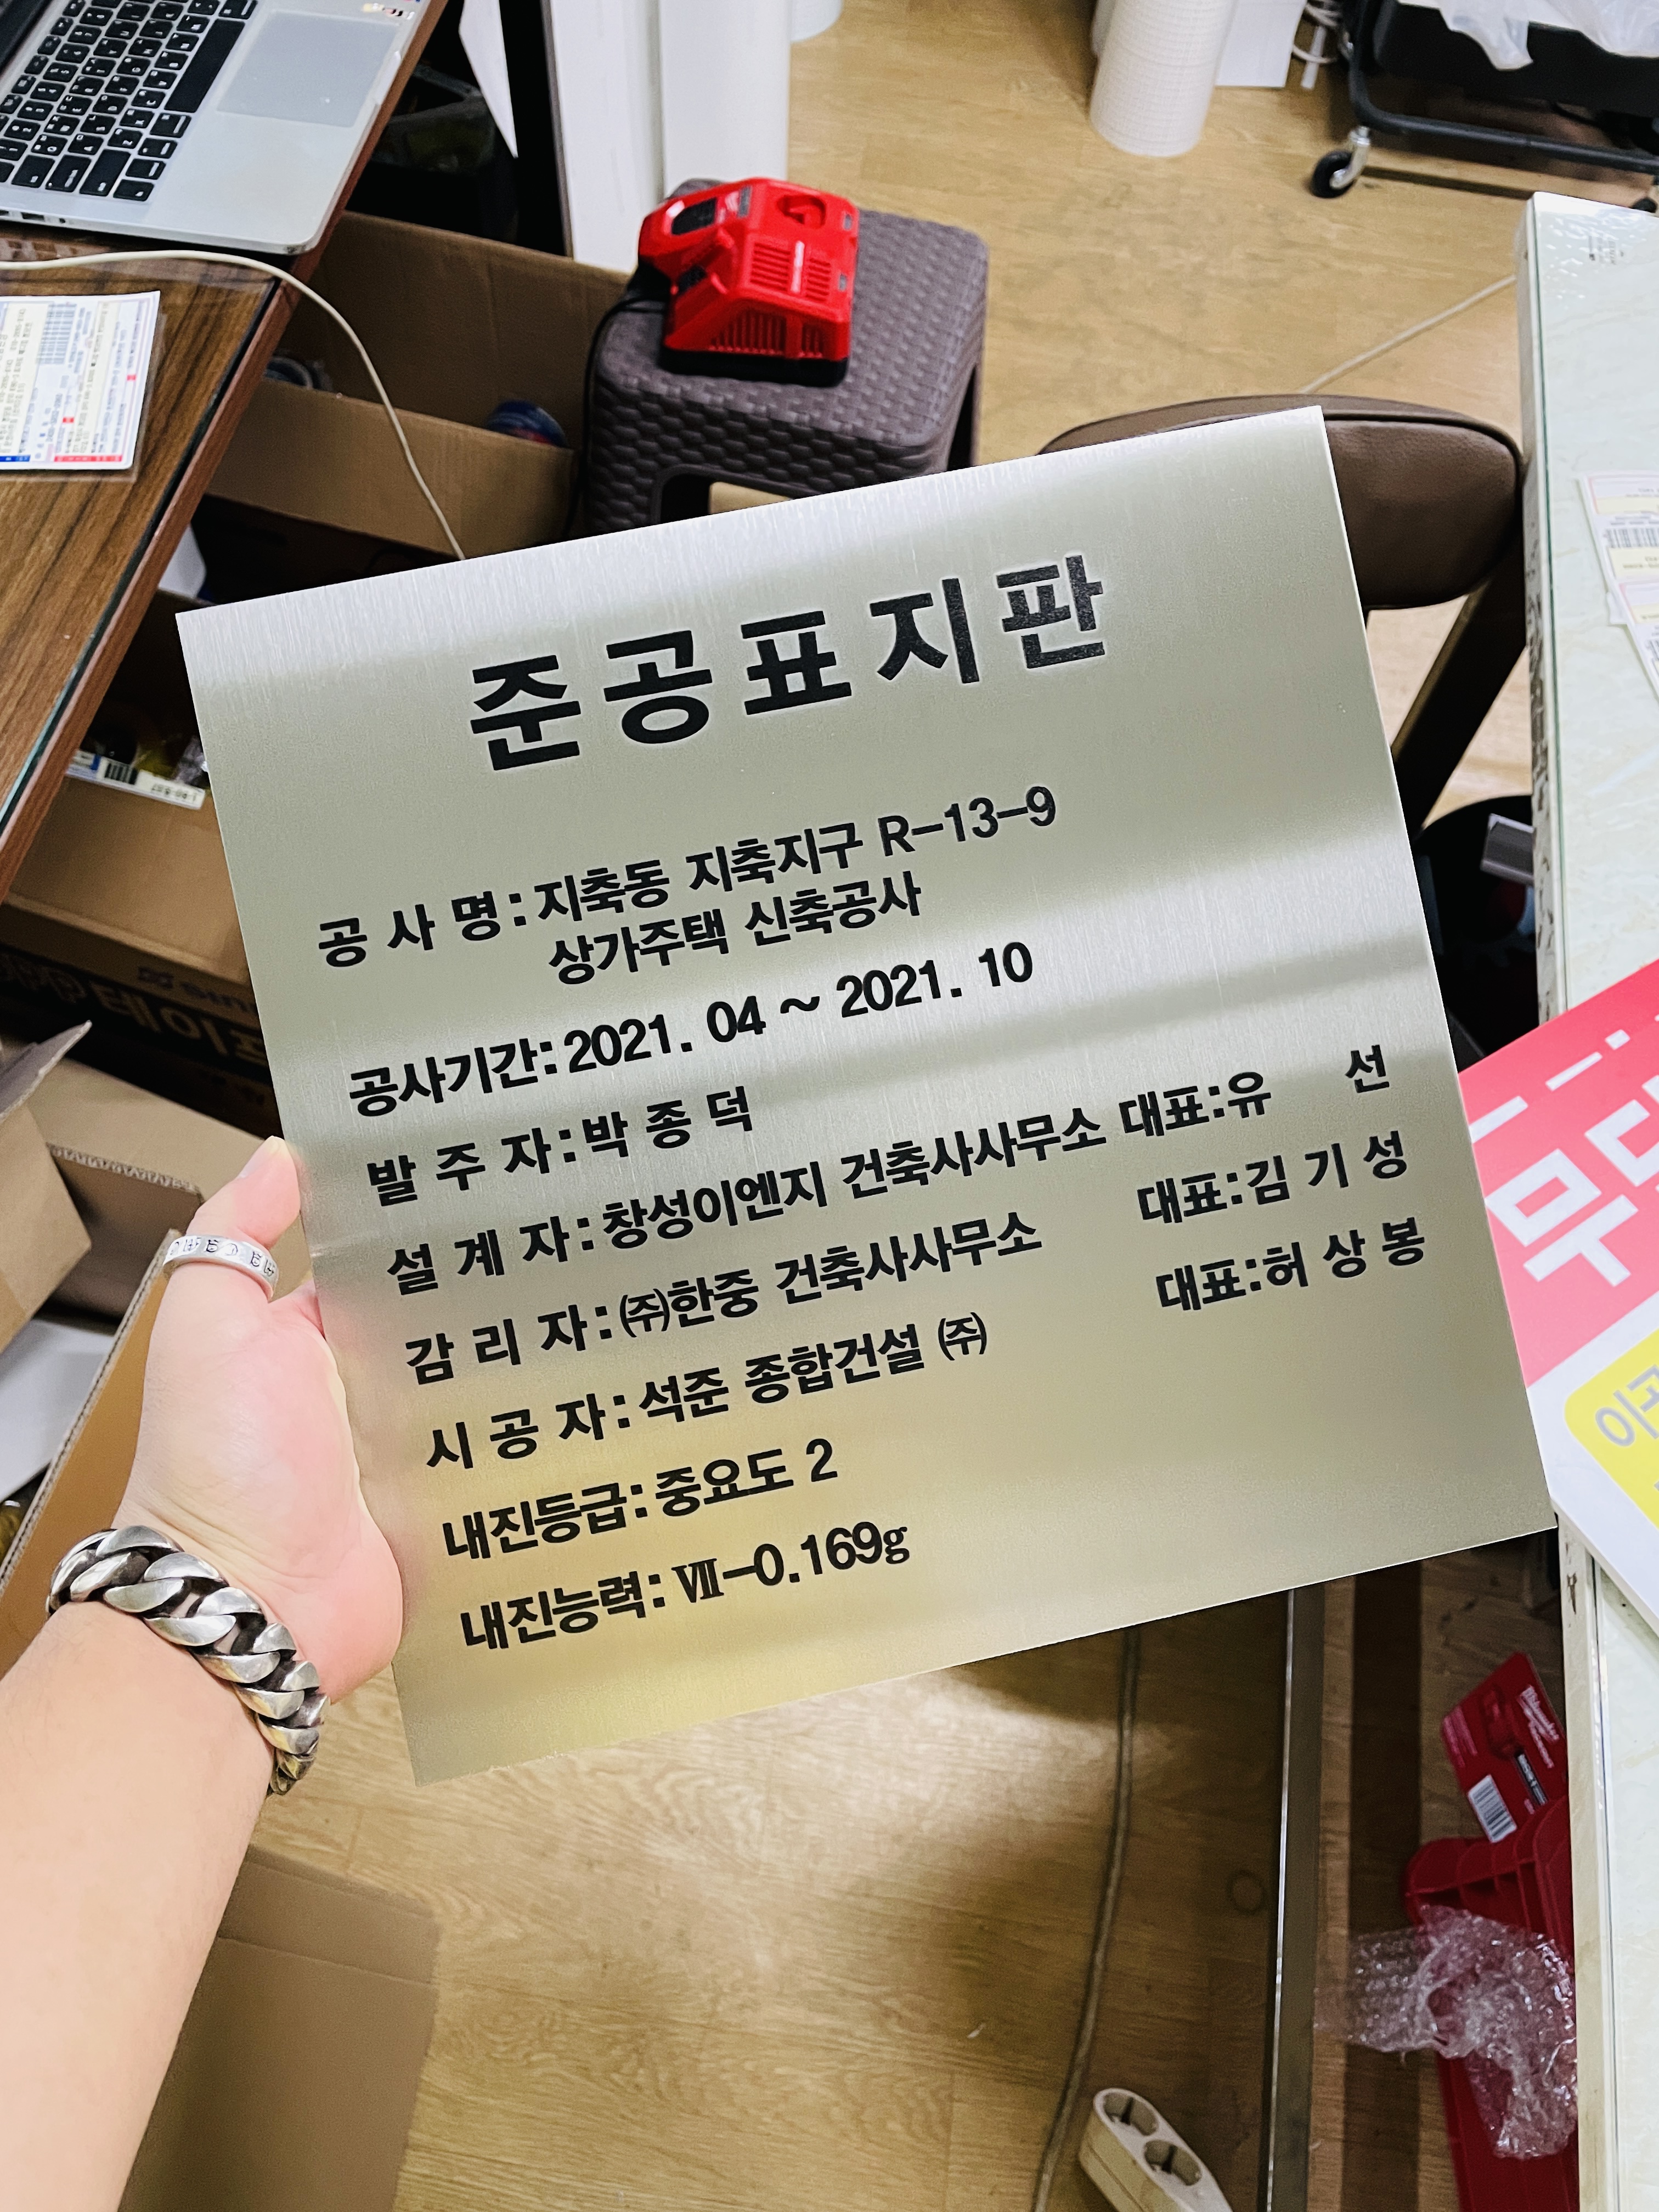 준공표지판
공 사 명 : 지축동 지축지구 R-13-9
상가주택 신축공사
공사기간: 2021. 04 ~ 2021. 10
발 주 자 : 박 종 덕
설 계 자 : 창성이엔지 건축사사무소 대표:유 선
감 리 자 : ㈜한중 건축사사무소 대표:김 기 성
시 공 자 : 석준 종합건설 ㈜ 대표:허 상 봉
내진등급: 중요도 2
내진능력: Ⅶ-0.169g
테이프
무
이